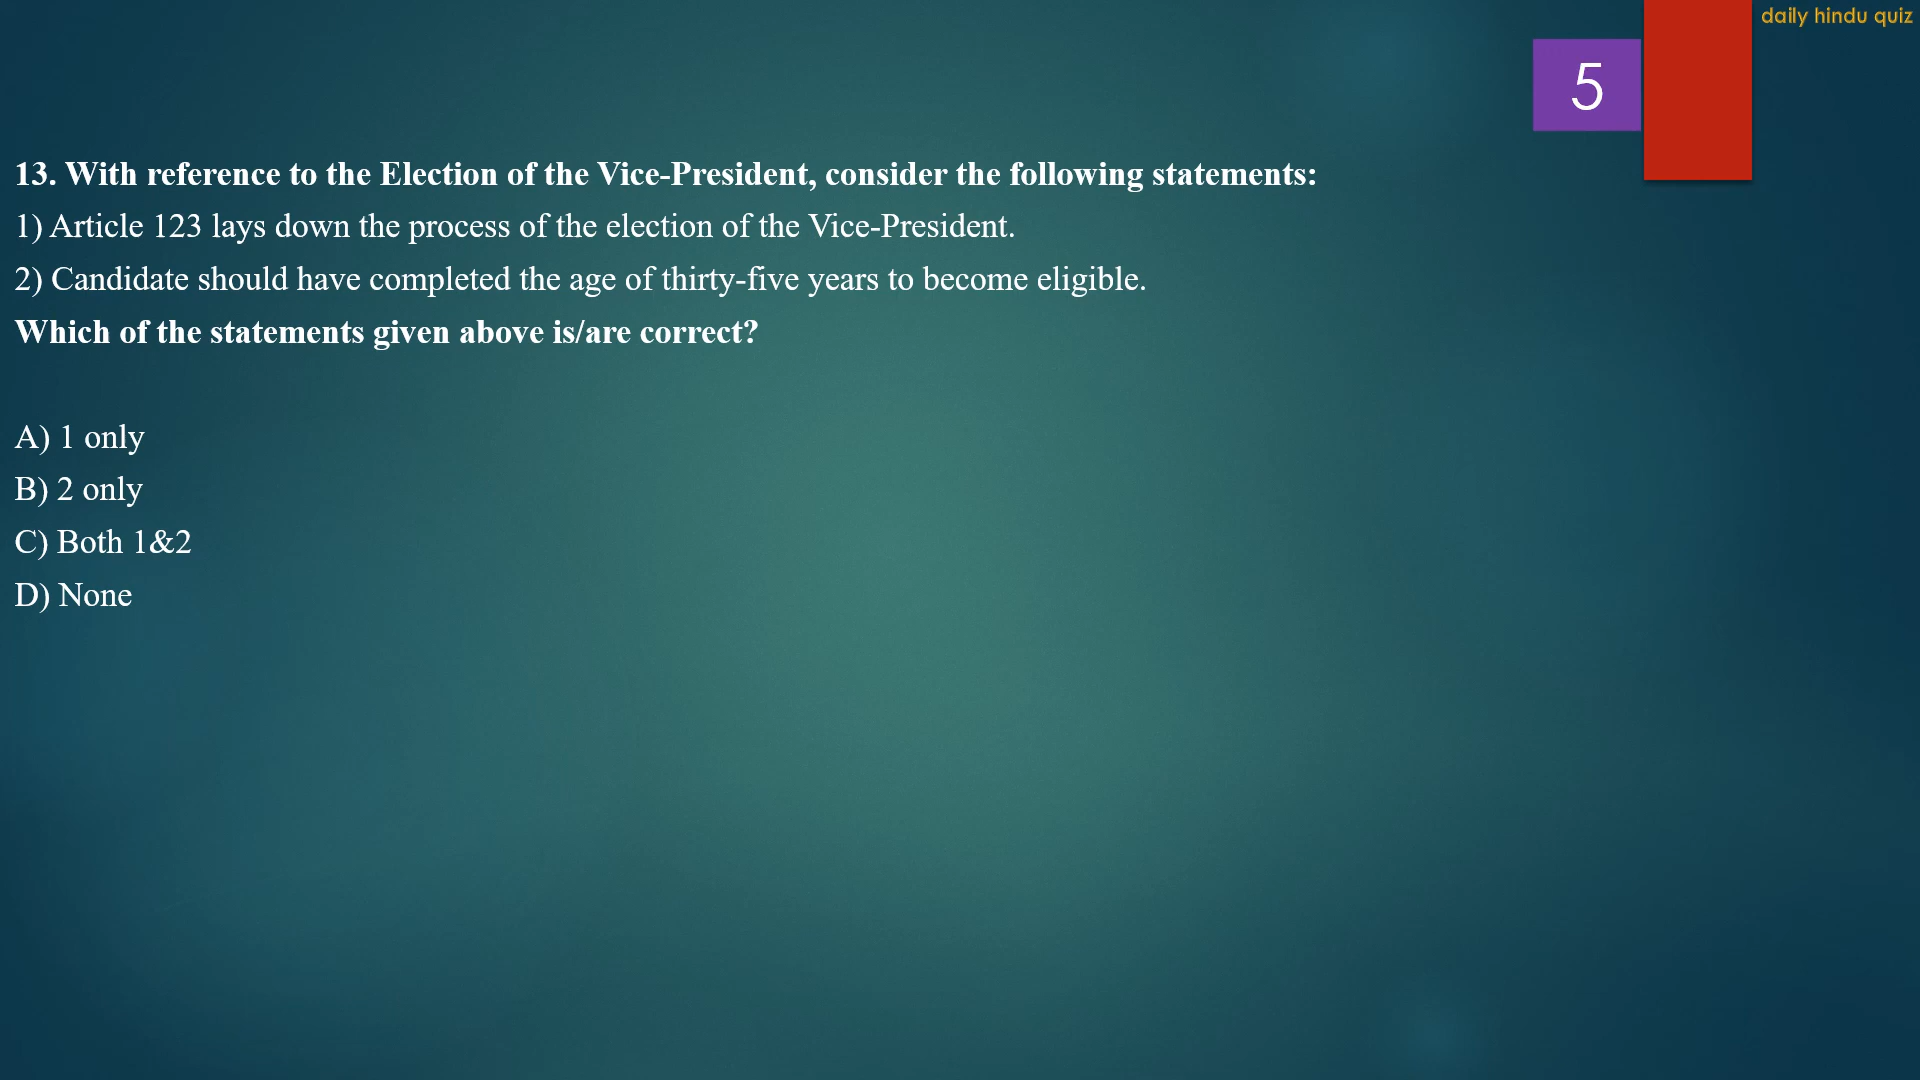 daily hindu quiz
5
13. With reference to the Election of the Vice-President, consider the following statements:
1) Article 123 lays down the process of the election of the Vice-President.
2) Candidate should have completed the age of thirty-five years to become eligible.
Which of the statements given above is/are correct?
A) 1 only
B) 2 only
C) Both 1&2
D) None